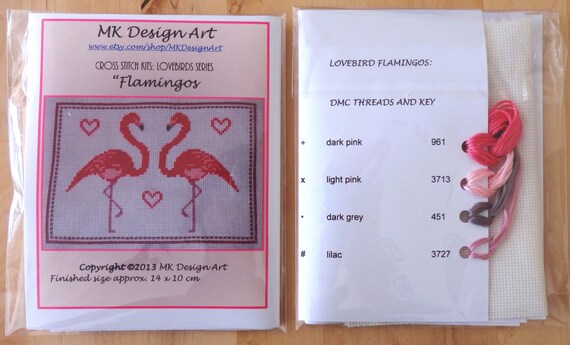 MK Design Art
www.etsy.com/shop/MKDesignArt
CROSS STITCH KITS: LOVEBIRDS SERIES
"Flamingos
Copyright ©2013 MK Design Art
Finished size approx. 14 x 10 cm
LOVEBIRD FLAMINGOS:
DMC THREADS AND KEY
+ dark pink 961
x light pink 3713
• dark grey 451
# lilac 3727